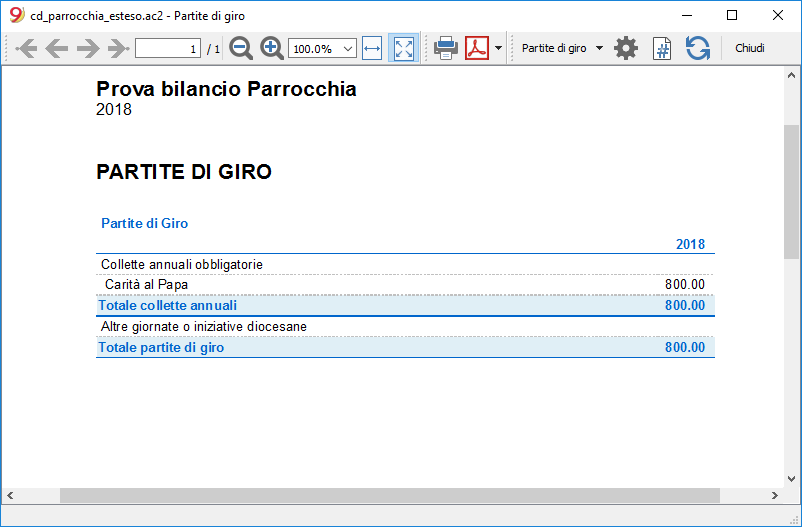 cd_parrocchia_esteso.ac2 - Partite di giro
1 / 1 100.0% Partite di giro Chiudi
Prova bilancio Parrocchia
2018
PARTITE DI GIRO
Partite di Giro
2018
Collette annuali obbligatorie
Carità al Papa 800.00
Totale collette annuali 800.00
Altre giornate o iniziative diocesane
Totale partite di giro 800.00